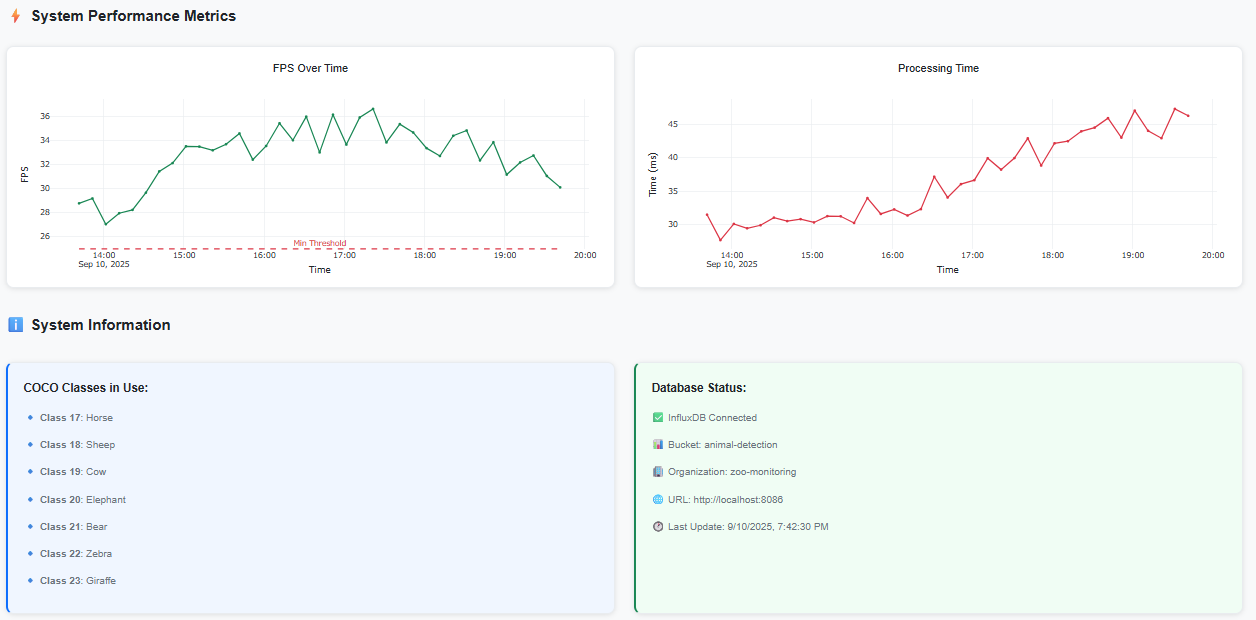 System Performance Metrics
FPS Over Time
36
34
32
30
28
26
FPS
Min Threshold
14:00
15:00
16:00
17:00
18:00
19:00
20:00
Sep 10, 2025
Time
Processing Time
45
40
35
30
Time (ms)
14:00
15:00
16:00
17:00
18:00
19:00
20:00
Sep 10, 2025
Time
System Information
COCO Classes in Use:
Class 17: Horse
Class 18: Sheep
Class 19: Cow
Class 20: Elephant
Class 21: Bear
Class 22: Zebra
Class 23: Giraffe
Database Status:
InfluxDB Connected
Bucket: animal-detection
Organization: zoo-monitoring
URL: http://localhost:8086
Last Update: 9/10/2025, 7:42:30 PM